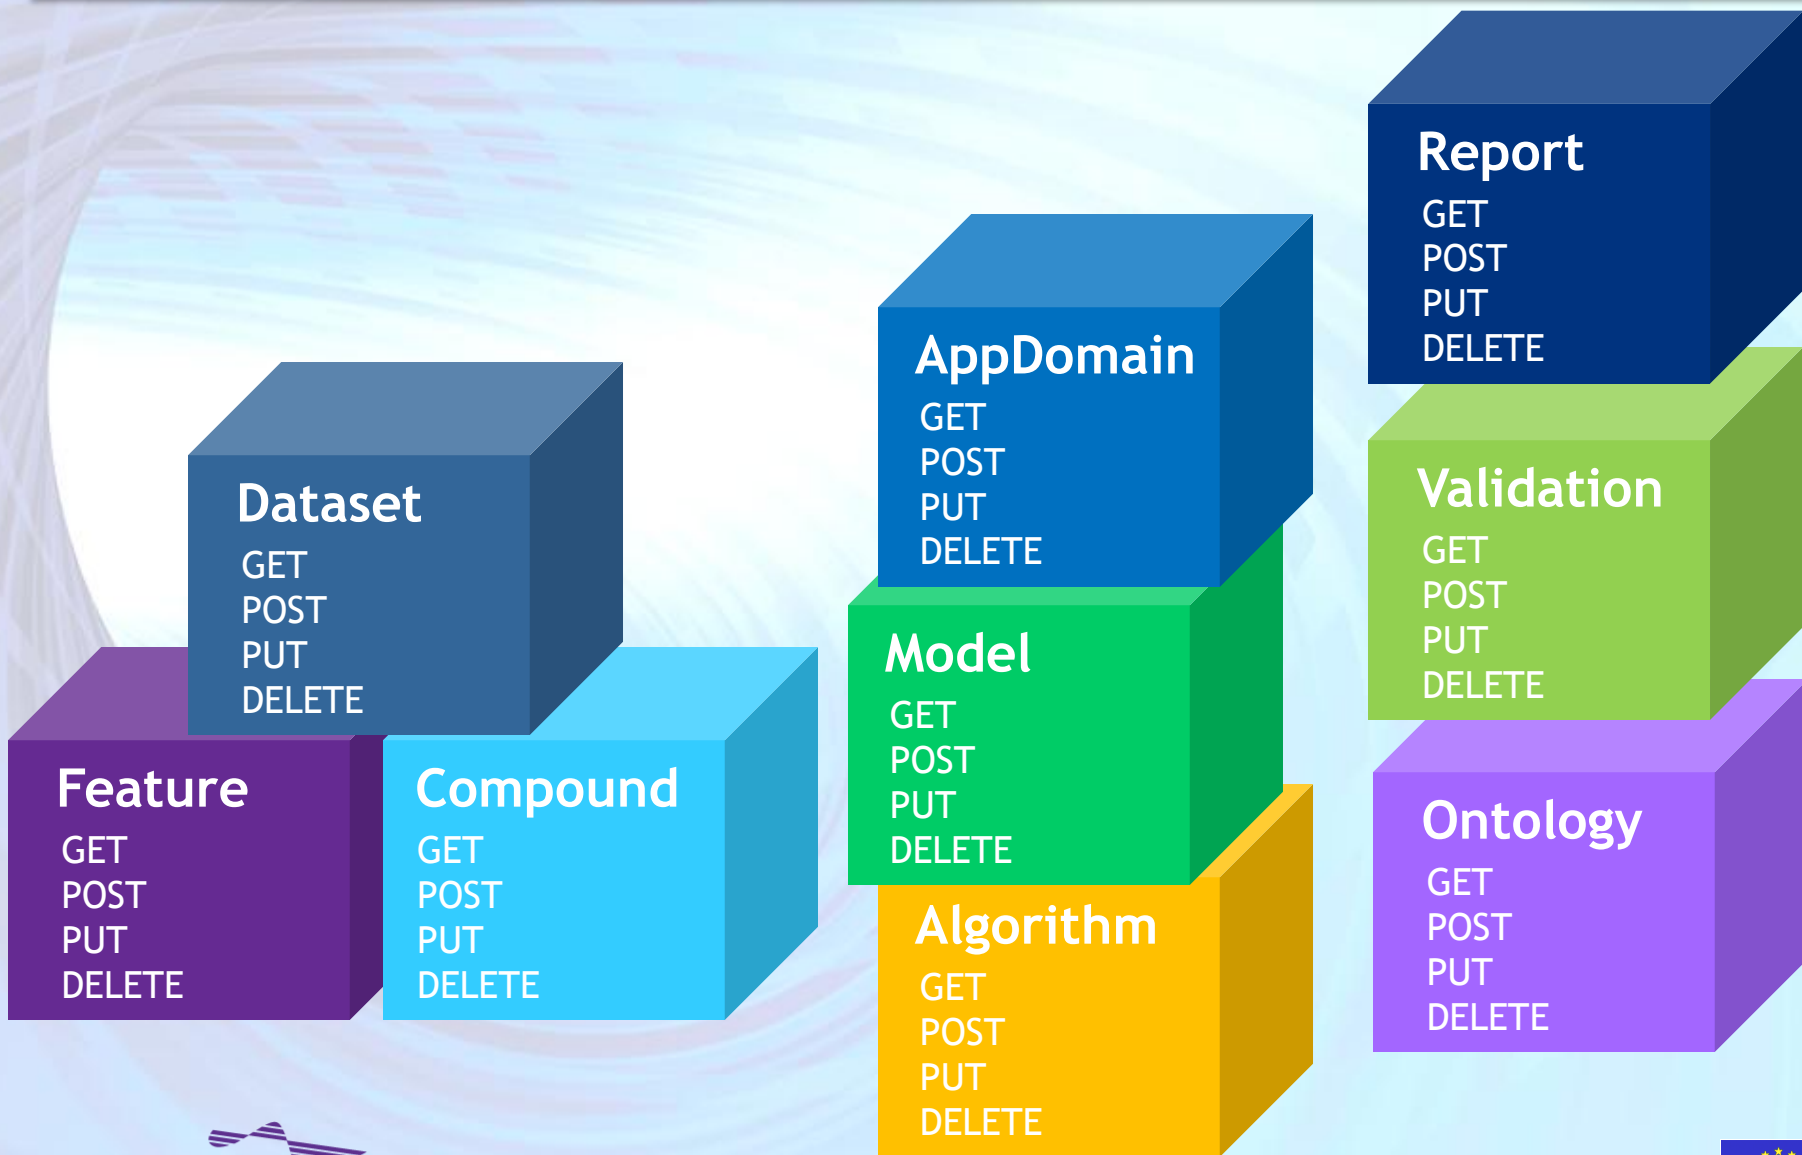 Dataset
GET
POST
PUT
DELETE
Feature
GET
POST
PUT
DELETE
Compound
GET
POST
PUT
DELETE
AppDomain
GET
POST
PUT
DELETE
Model
GET
POST
PUT
DELETE
Algorithm
GET
POST
PUT
DELETE
Report
GET
POST
PUT
DELETE
Validation
GET
POST
PUT
DELETE
Ontology
GET
POST
PUT
DELETE